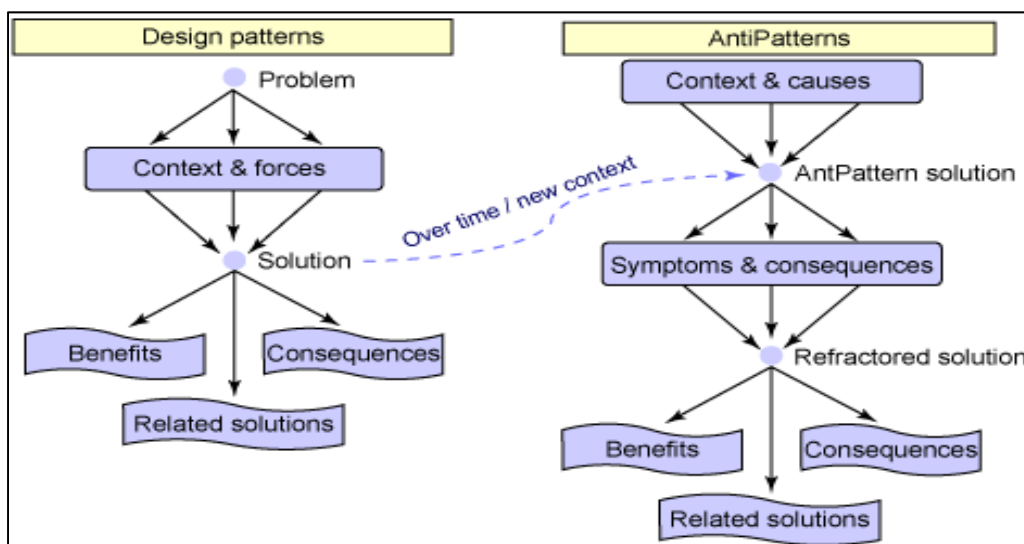 Design patterns
Problem
Context & forces
Solution
Benefits
Consequences
Related solutions
Over time / new context
AntiPatterns
Context & causes
AntPattern solution
Symptoms & consequences
Refractored solution
Benefits
Consequences
Related solutions